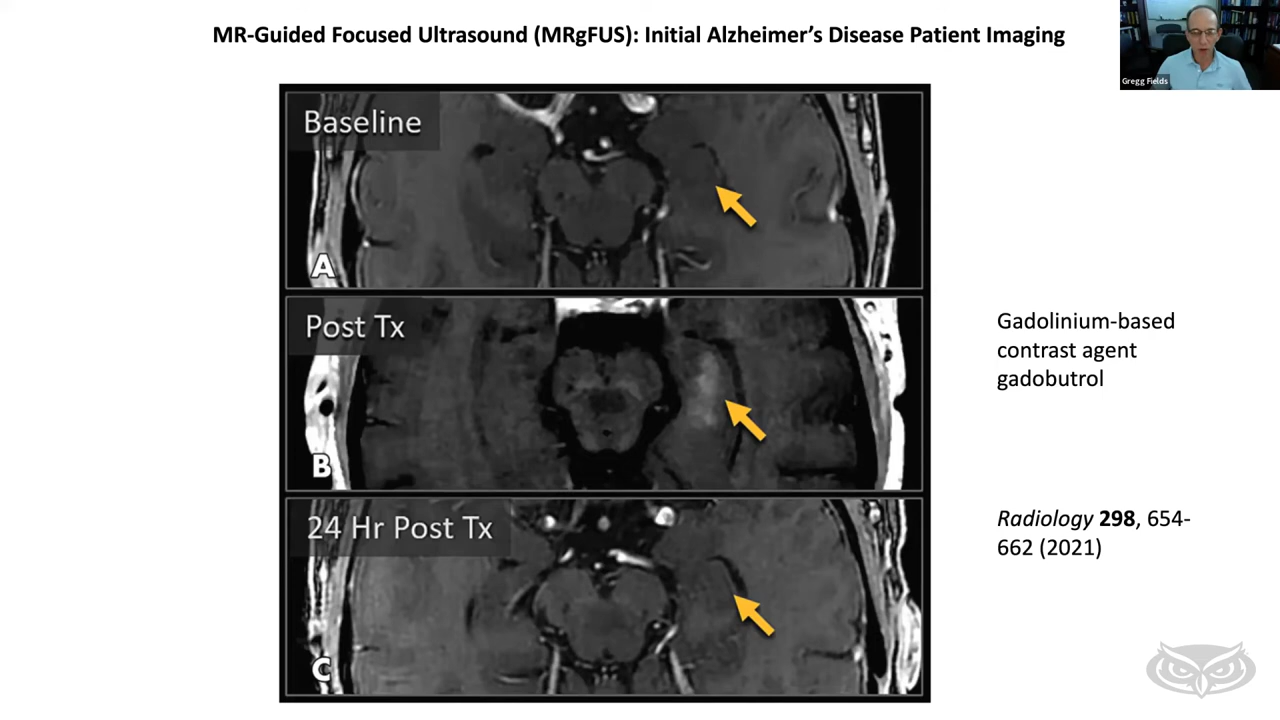 MR-Guided Focused Ultrasound (MRgFUS): Initial Alzheimer’s Disease Patient Imaging
Gregg Fields
Baseline
A
Post Tx
B
24 Hr Post Tx
C
Gadolinium-based
contrast agent
gadobutrol
Radiology 298, 654-
662 (2021)